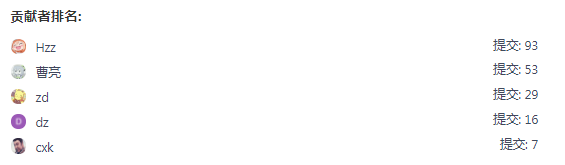 贡献者排名:
Hzz 提交: 93
曹亮 提交: 53
zd 提交: 29
D dz 提交: 16
cxk 提交: 7